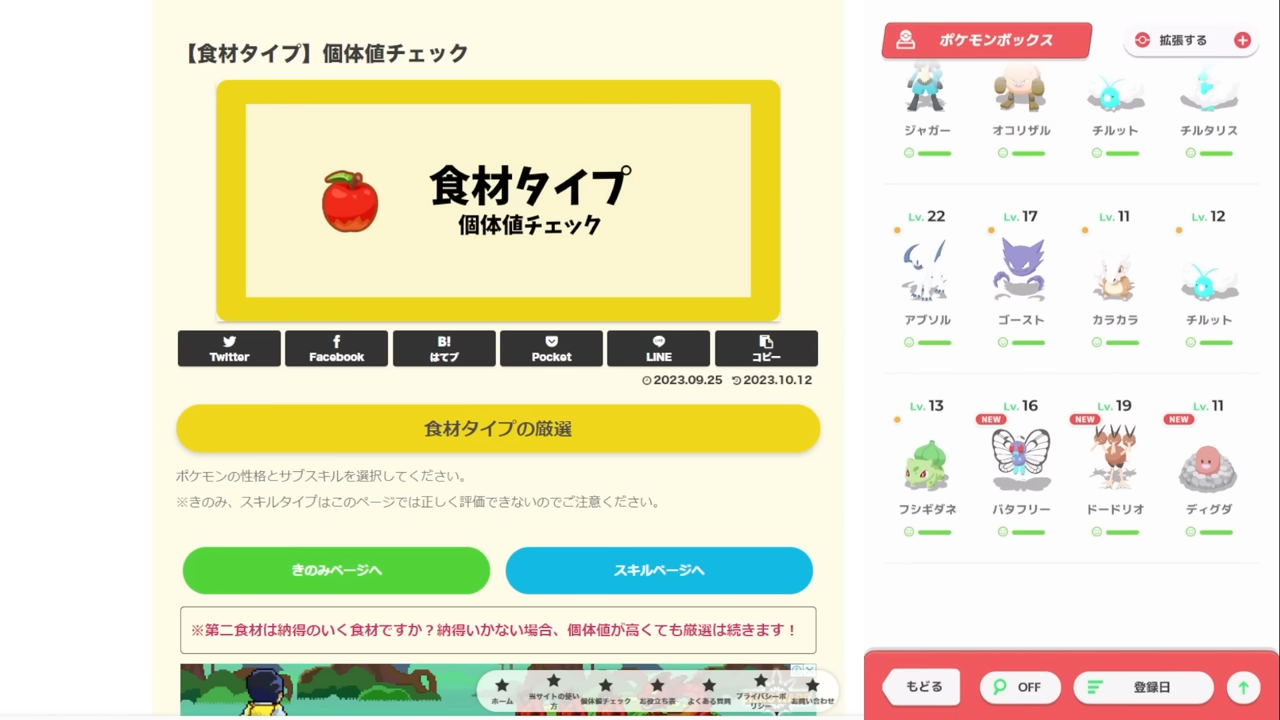 【食材タイプ】個体値チェック
食材タイプ
個体値チェック
Twitter
Facebook
B!
はてブ
Pocket
LINE
コピー
2023.09.25 2023.10.12
食材タイプの厳選
ポケモンの性格とサブスキルを選択してください。
※きのみ、スキルタイプはこのページでは正しく評価できないのでご注意ください。
きのみページへ
スキルページへ
※第二食材は納得のいく食材ですか？納得いかない場合、個体値が高くても厳選は続きます！
ホーム
当サイトの使い方
個体値チェック
お役立ち表
よくある質問
プライバシーポリシー
お問い合わせ
ポケモンボックス
拡張する
ジャガー オコリザル チルット チルタリス
Lv. 22 Lv. 17 Lv. 11 Lv. 12
アブソル ゴースト カラカラ チルット
Lv. 13 Lv. 16 Lv. 19 Lv. 11
NEW NEW NEW
フシギダネ バタフリー ドードリオ ディグダ
もどる OFF 登録日